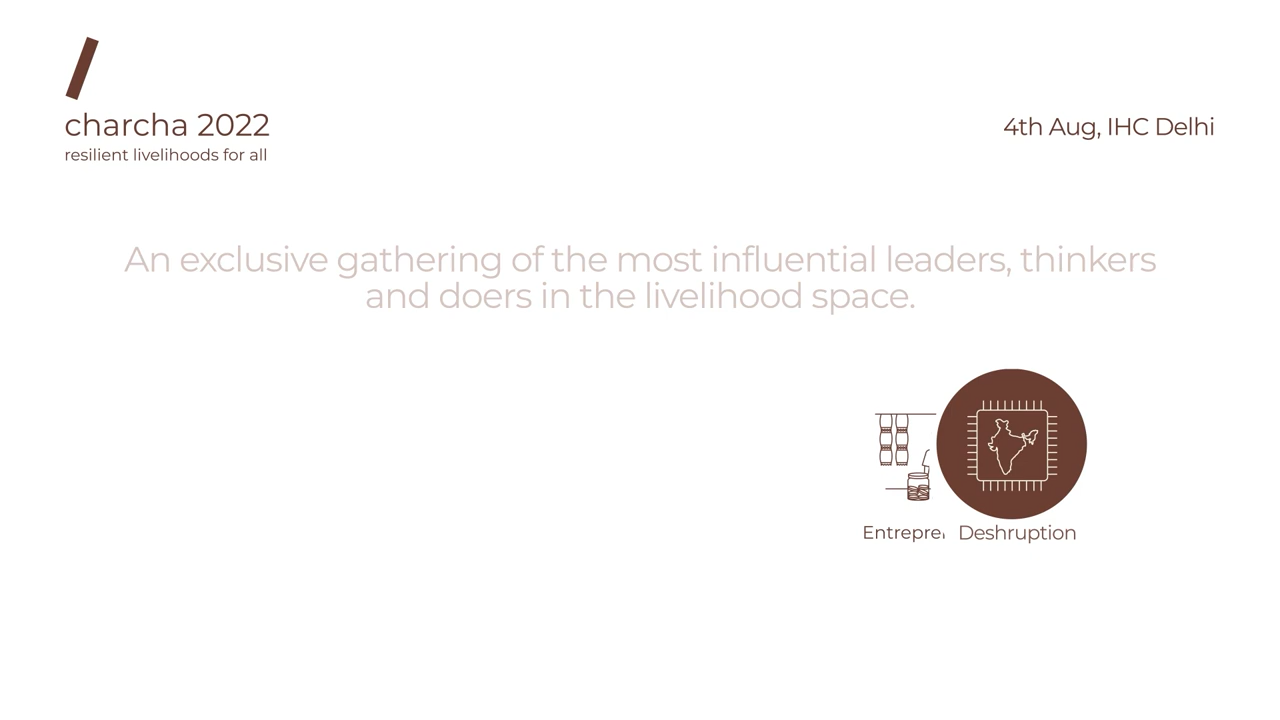 charcha 2022
resilient livelihoods for all
4th Aug, IHC Delhi
An exclusive gathering of the most influential leaders, thinkers
and doers in the livelihood space.
Entrepre Deshruption